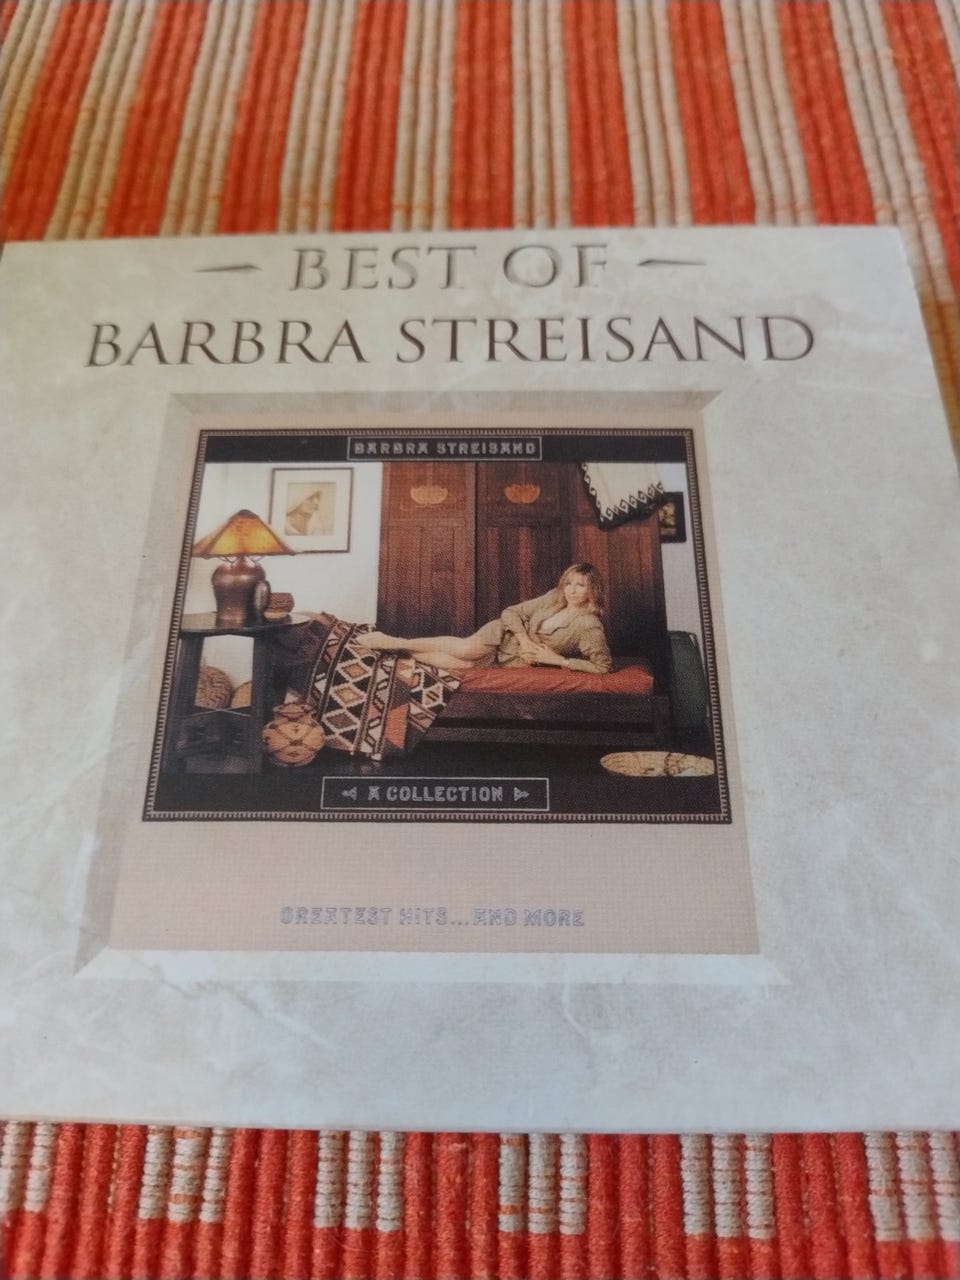 BEST OF
BARBRA STREISAND
BARBRA STREISAND
A COLLECTION
GREATEST HITS...AND MORE